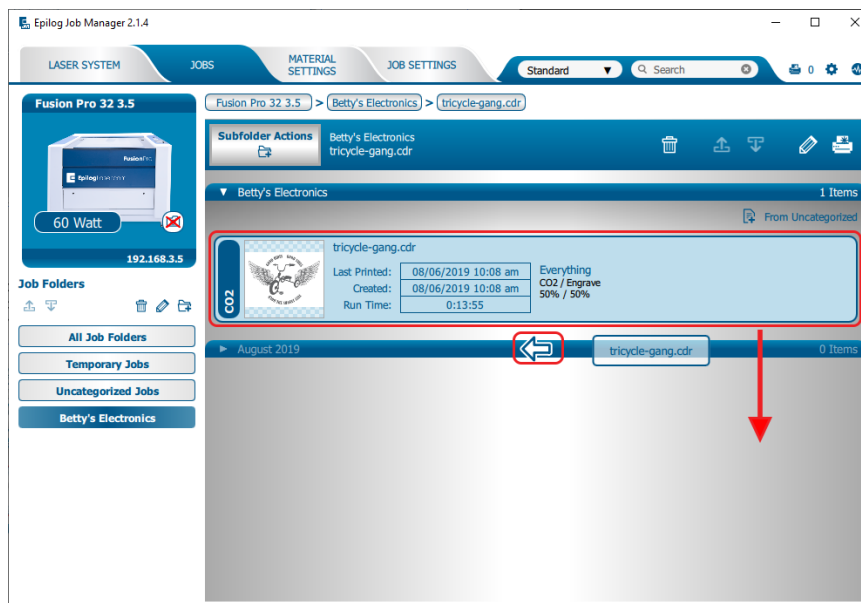 Epilog Job Manager 2.1.4
LASER SYSTEM
JOBS
MATERIAL
SETTINGS
JOB SETTINGS
Standard
Search
0
Fusion Pro 32 3.5
FusionPro
60 Watt
192.168.3.5
Job Folders
All Job Folders
Temporary Jobs
Uncategorized Jobs
Betty's Electronics
Fusion Pro 32 3.5 > Betty's Electronics > tricycle-gang.cdr
Subfolder Actions
Betty's Electronics
tricycle-gang.cdr
Betty's Electronics
1 Items
From Uncategorized
CO2
tricycle-gang.cdr
Last Printed: 08/06/2019 10:08 am
Created: 08/06/2019 10:08 am
Run Time: 0:13:55
Everything
CO2 / Engrave
50% / 50%
August 2019
tricycle-gang.cdr
0 Items